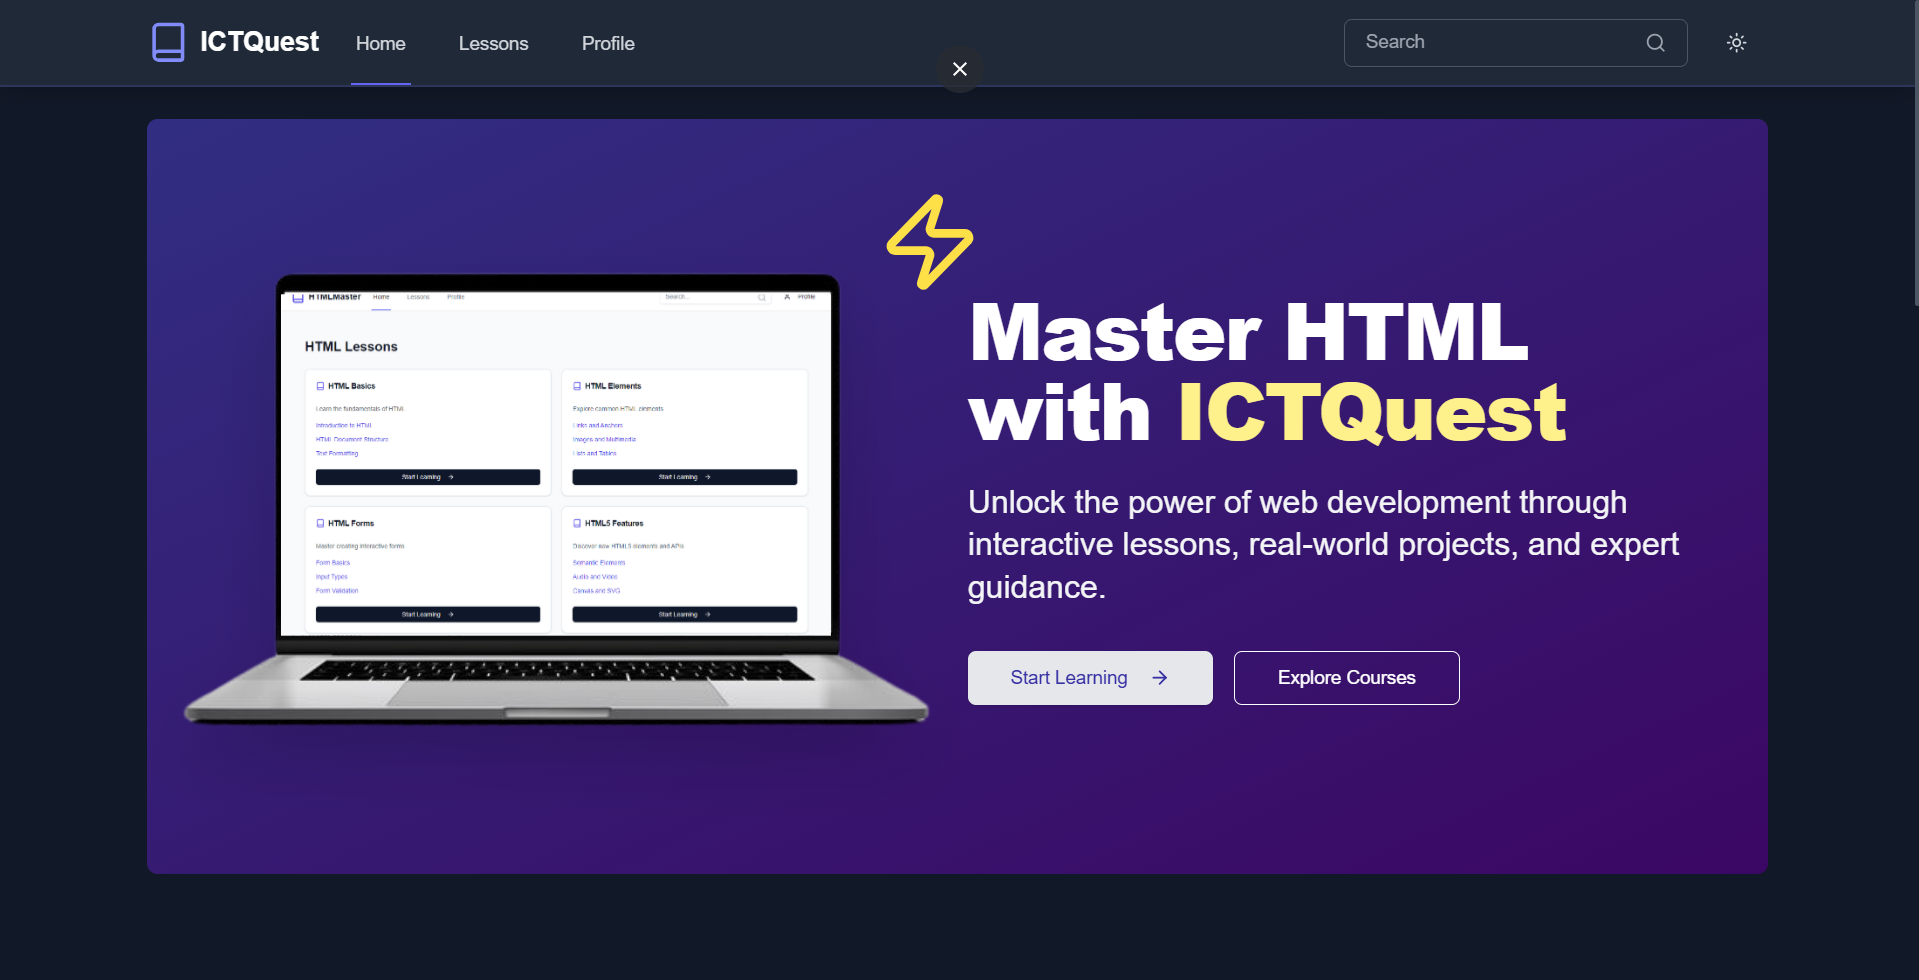 ICTQuest Home Lessons Profile Search
HTMLMaster Home Lessons Profile Search... Profile
HTML Lessons
HTML Basics
Learn the fundamentals of HTML
Introduction to HTML
HTML Document Structure
Text Formatting
Start Learning
HTML Elements
Explore common HTML elements
Links and Anchors
Images and Multimedia
Lists and Tables
Start Learning
HTML Forms
Master creating interactive forms
Form Basics
Input Types
Form Validation
Start Learning
HTML5 Features
Discover new HTML5 elements and APIs
Semantic Elements
Audio and Video
Canvas and SVG
Start Learning
Master HTML
with ICTQuest
Unlock the power of web development through
interactive lessons, real-world projects, and expert
guidance.
Start Learning Explore Courses